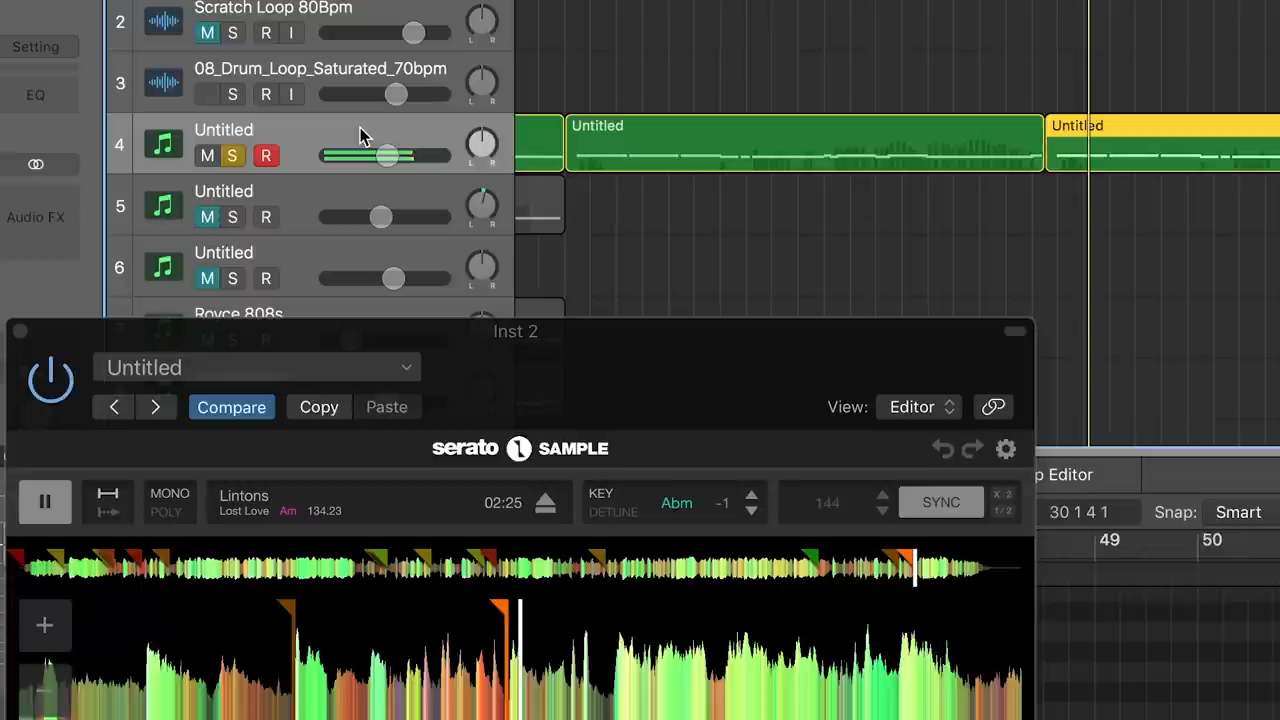 Scratch Loop 80Bpm
2
M S R I
L R
Setting
08_Drum_Loop_Saturated_70bpm
3
S R I
L R
EQ
Untitled
4
M S R
L R
Untitled
Untitled
Untitled
5
M S R
L R
Audio FX
Untitled
6
M S R
L R
Royce 808s
Inst 2
Untitled
Compare
Copy
Paste
View:
Editor
serato SAMPLE
p Editor
MONO
POLY
Lintons
Lost Love Am 134.23
02:25
KEY
DETUNE
Abm
-1
144
SYNC
X 2
1/2
30 1 4 1
Snap:
Smart
49
50